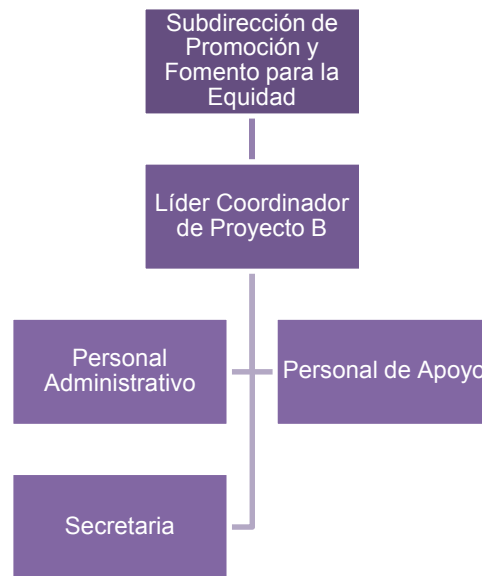 Subdirección de
Promoción y
Fomento para la
Equidad
Líder Coordinador
de Proyecto B
Personal
Administrativo
Personal de Apoyo
Secretaria